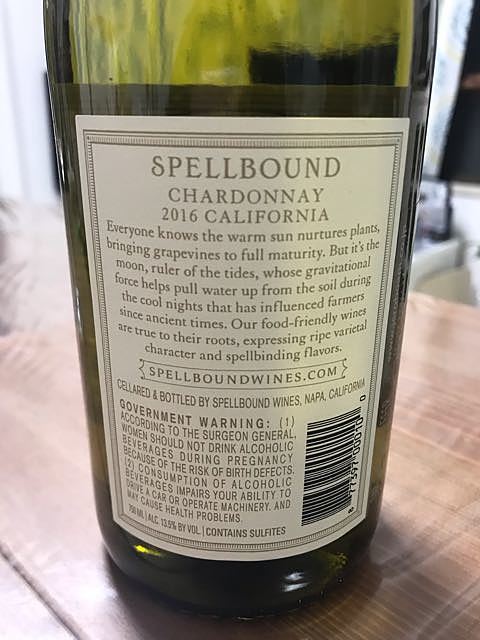 SPELLBOUND
CHARDONNAY
2016 CALIFORNIA
Everyone knows the warm sun nurtures plants,
bringing grapevines to full maturity. But it's the
moon, ruler of the tides, whose gravitational
force helps pull water up from the soil during
the cool nights that has influenced farmers
since ancient times. Our food-friendly wines
are true to their roots, expressing ripe varietal
character and spellbinding flavors.
SPELLBOUNDWINES.COM
CELLARED & BOTTLED BY SPELLBOUND WINES, NAPA, CALIFORNIA
GOVERNMENT WARNING: (1)
ACCORDING TO THE SURGEON GENERAL,
WOMEN SHOULD NOT DRINK ALCOHOLIC
BEVERAGES DURING PREGNANCY
BECAUSE OF THE RISK OF BIRTH DEFECTS.
(2) CONSUMPTION OF ALCOHOLIC
BEVERAGES IMPAIRS YOUR ABILITY TO
DRIVE A CAR OR OPERATE MACHINERY, AND
MAY CAUSE HEALTH PROBLEMS.
750 ML | ALC. 13.5% BY VOL. | CONTAINS SULFITES